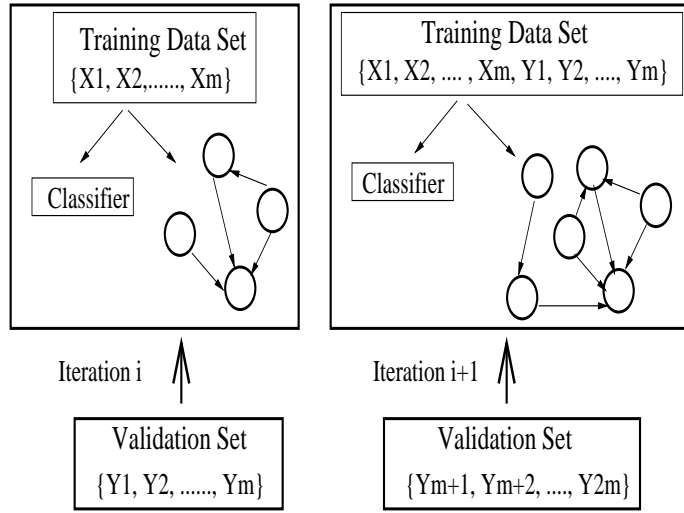 Training Data Set
{X1, X2,......, Xm}
Classifier
Iteration i
Validation Set
{Y1, Y2, ......, Ym}
Training Data Set
{X1, X2, .... , Xm, Y1, Y2, ...., Ym}
Classifier
Iteration i+1
Validation Set
{Ym+1, Ym+2, ...., Y2m}